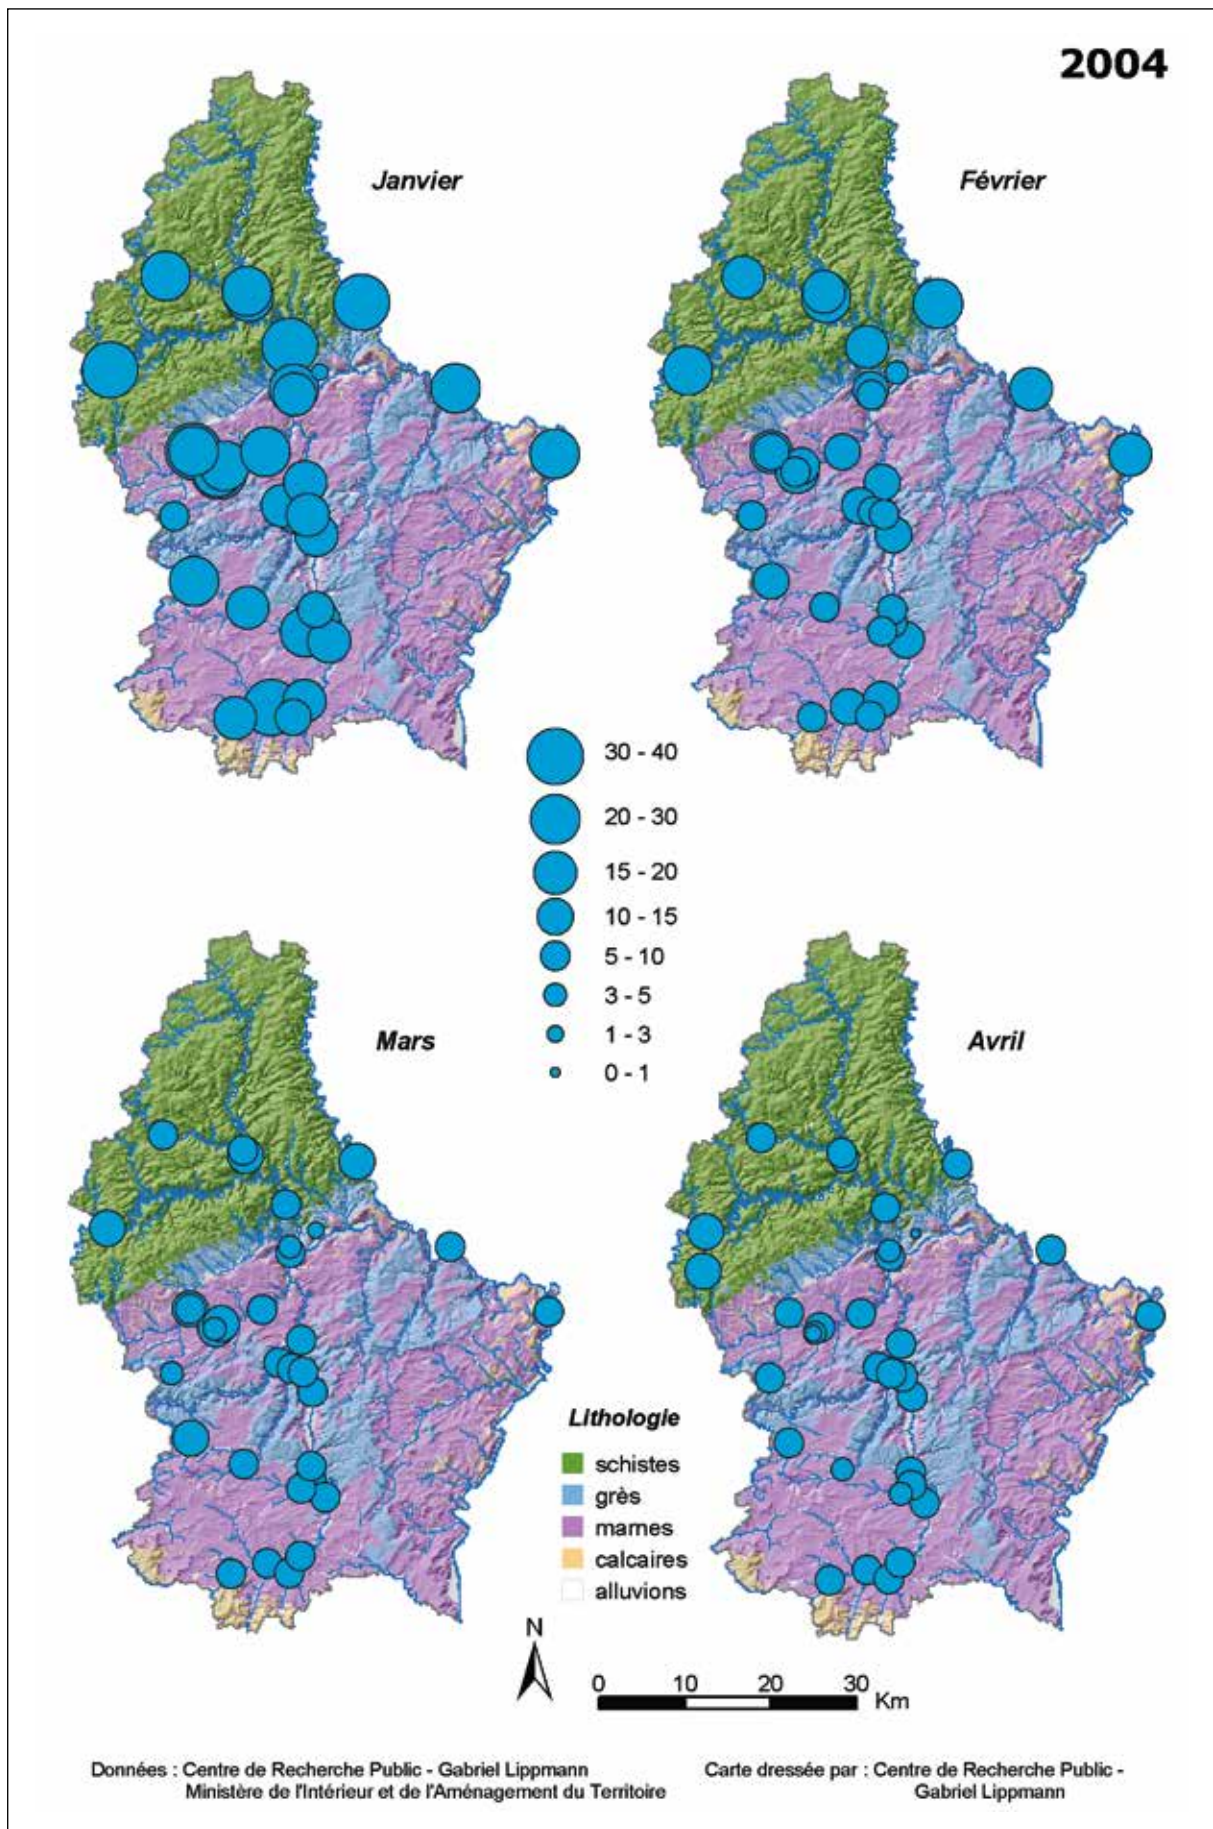 2004
Janvier
Février
30 - 40
20 - 30
15 - 20
10 - 15
5 - 10
3 - 5
1 - 3
0 - 1
Mars
Avril
Lithologie
schistes
grès
marnes
calcaires
alluvions
N
0 10 20 30
Km
Données : Centre de Recherche Public - Gabriel Lippmann
Ministère de l'Intérieur et de l'Aménagement du Territoire
Carte dressée par : Centre de Recherche Public -
Gabriel Lippmann